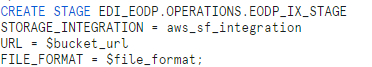 CREATE STAGE EDI_EODP.OPERATIONS.EODP_IX_STAGE
STORAGE_INTEGRATION = aws_sf_integration
URL = $bucket_url
FILE_FORMAT = $file_format;